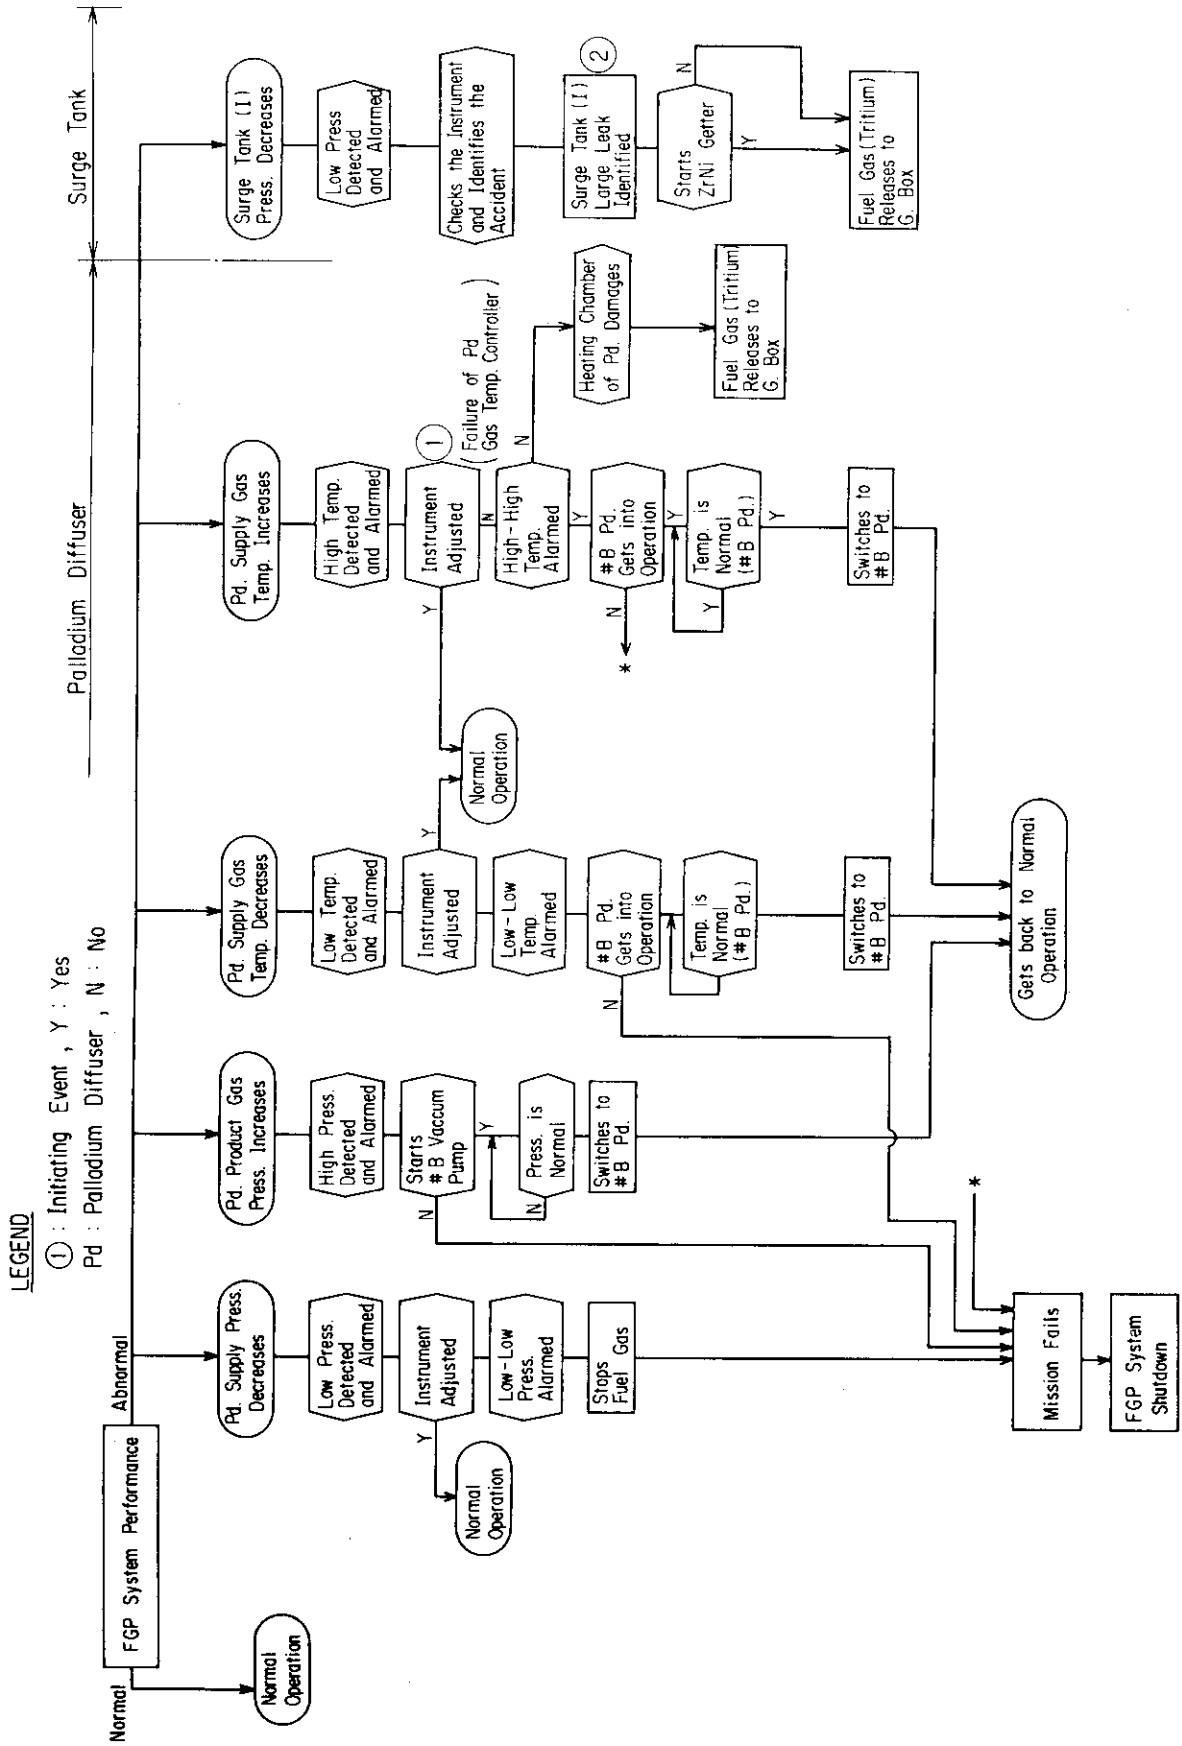 LEGEND
① : Initiating Event , Y : Yes
Pd : Palladium Diffuser , N : No
Palladium Diffuser
Surge Tank
Normal
FGP System Performance
Abnormal
Normal
Operation
Pd. Supply Press.
Decreases
Low Press.
Detected
and Alarmed
Instrument
Adjusted
Y
Normal
Operation
Low-Low
Press.
Alarmed
Stops
Fuel Gas
Pd. Product Gas
Press. Increases
High Press.
Detected
and Alarmed
Starts
#B Vaccum
Pump
N
Y
Press. is
Normal
N
Switches to
#B Pd.
Pd. Supply Gas
Temp. Decreases
Low Temp.
Detected
and Alarmed
Instrument
Adjusted
Y
Normal
Operation
Low-Low
Temp.
Alarmed
#B Pd.
Gets into
Operation
N
Temp. is
Normal
(#B Pd.)
Switches to
#B Pd.
Pd. Supply Gas
Temp. Increases
High Temp.
Detected
and Alarmed
Instrument
Adjusted
①
(Failure of Pd
Gas Temp. Controller)
Y
N
High-High
Temp.
Alarmed
N
Heating Chamber
of Pd. Damages
Fuel Gas (Tritium)
Releases to
G. Box
Y
#B Pd.
Gets into
Operation
N
*
Y
Temp. is
Normal
(#B Pd.)
Y
Y
Switches to
#B Pd.
Surge Tank (I)
Press. Decreases
Low Press
Detected
and Alarmed
Checks the Instrument
and Identifies the
Accident
Surge Tank (I)
Large Leak
Identified
②
Starts
ZrNi Getter
N
Y
Fuel Gas (Tritium)
Releases to
G. Box
*
Mission Fails
FGP System
Shutdown
Gets back to Normal
Operation